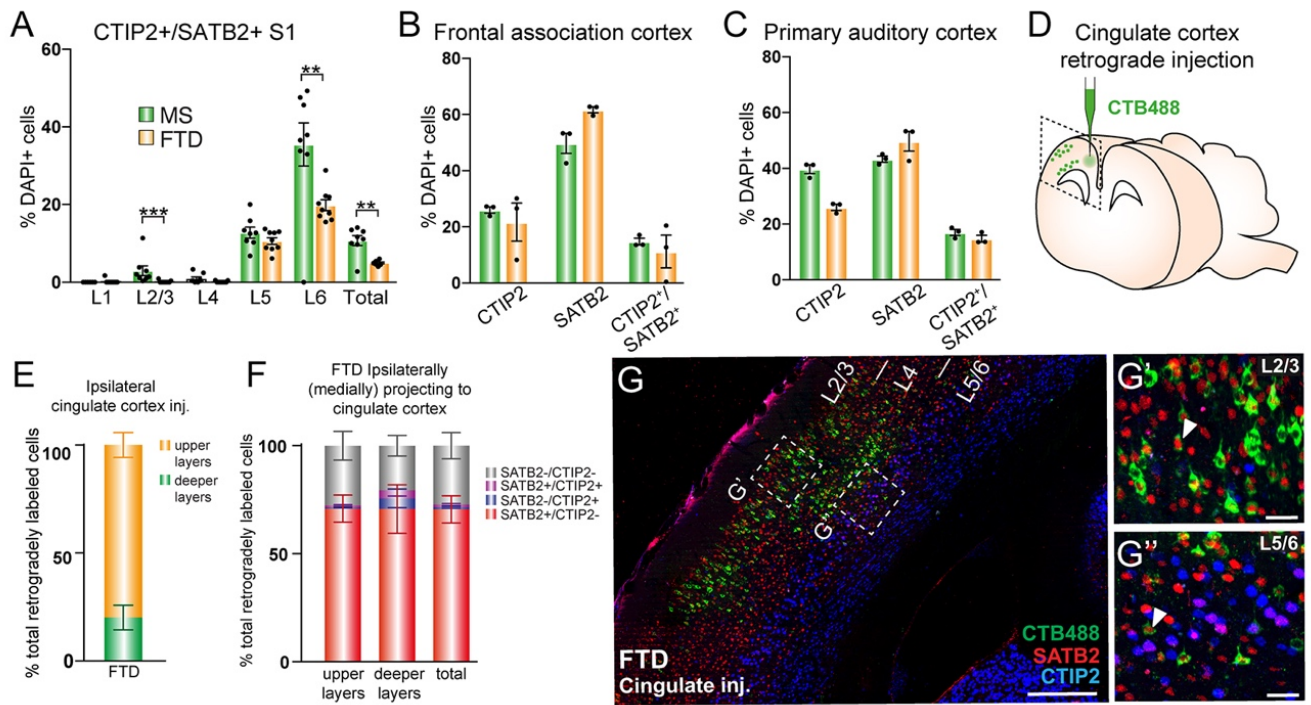 A
CTIP2+/SATB2+ S1
% DAPI+ cells
60
40
20
0
MS
FTD
***
**
**
L1 L2/3 L4 L5 L6 Total
B
Frontal association cortex
% DAPI+ cells
80
60
40
20
0
CTIP2
SATB2
CTIP2⁺/
SATB2⁺
C
Primary auditory cortex
% DAPI+ cells
80
60
40
20
0
CTIP2
SATB2
CTIP2⁺/
SATB2⁺
D
Cingulate cortex
retrograde injection
CTB488
E
Ipsilateral
cingulate cortex inj.
% total retrogradely labeled cells
100
50
0
upper
layers
deeper
layers
FTD
F
FTD Ipsilaterally
(medially) projecting to
cingulate cortex
% total retrogradely labeled cells
100
50
0
SATB2-/CTIP2-
SATB2+/CTIP2+
SATB2-/CTIP2+
SATB2+/CTIP2-
upper
layers
deeper
layers
total
G
L2/3
L4
L5/6
G'
G''
FTD
Cingulate inj.
CTB488
SATB2
CTIP2
G'
L2/3
G''
L5/6